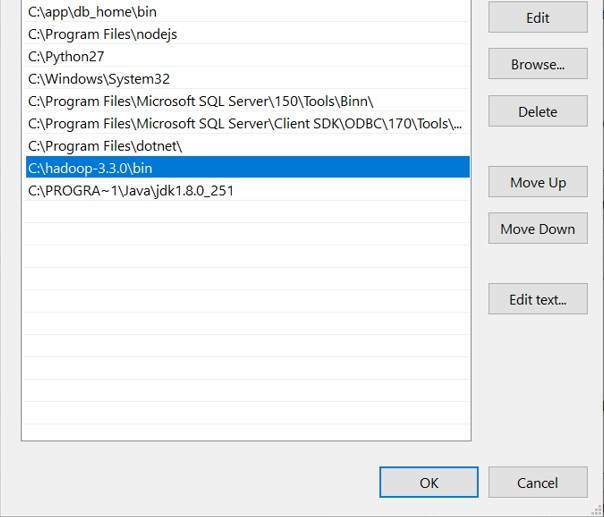 C:\app\db_home\bin
Edit
C:\Program Files\nodejs
C:\Python27
Browse...
C:\Windows\System32
C:\Program Files\Microsoft SQL Server\150\Tools\Binn\
Delete
C:\Program Files\Microsoft SQL Server\Client SDK\ODBC\170\Tools\...
C:\Program Files\dotnet\
C:\hadoop-3.3.0\bin
Move Up
C:\PROGRA~1\Java\jdk1.8.0_251
Move Down
Edit text...
OK
Cancel